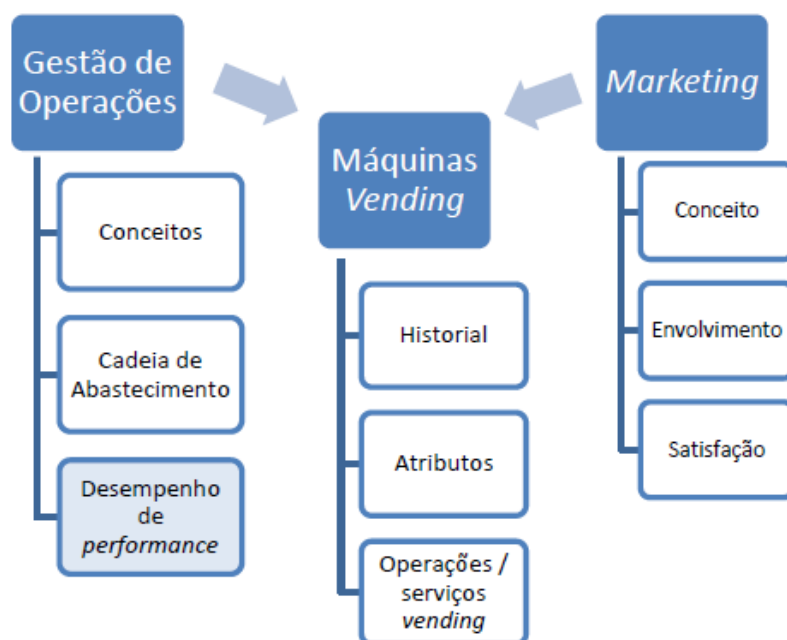 Gestão de
Operações
Conceitos
Cadeia de
Abastecimento
Desempenho
de
performance
Máquinas
Vending
Historial
Atributos
Operações /
serviços
vending
Marketing
Conceito
Envolvimento
Satisfação